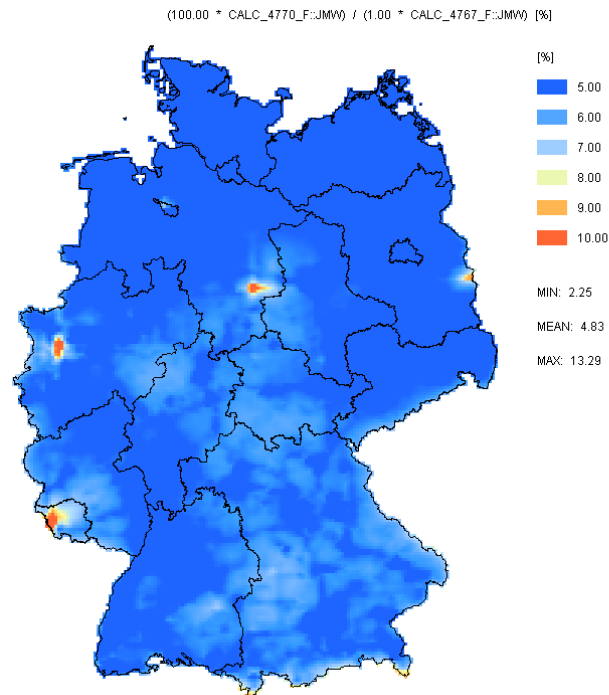 (100.00 * CALC_4770_F::JMW) / (1.00 * CALC_4767_F::JMW) [%]
[%]
5.00
6.00
7.00
8.00
9.00
10.00
MIN: 2.25
MEAN: 4.83
MAX: 13.29